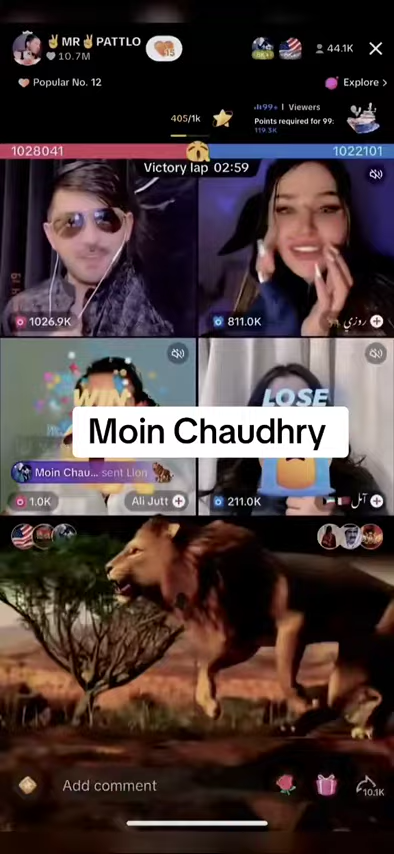 ✌️MR✌️PATTLO
10.7M
44.1K
Popular No. 12
Explore >
405/1k
99+ | Viewers
Points required for 99:
119.3K
1028041
1022101
Victory lap 02:59
1026.9K
811.0K
روزي
WIN
LOSE
Moin Chaudhry
Moin Chau... sent Lion
1.0K
Ali Jutt
211.0K
آمل
Add comment
10.1K